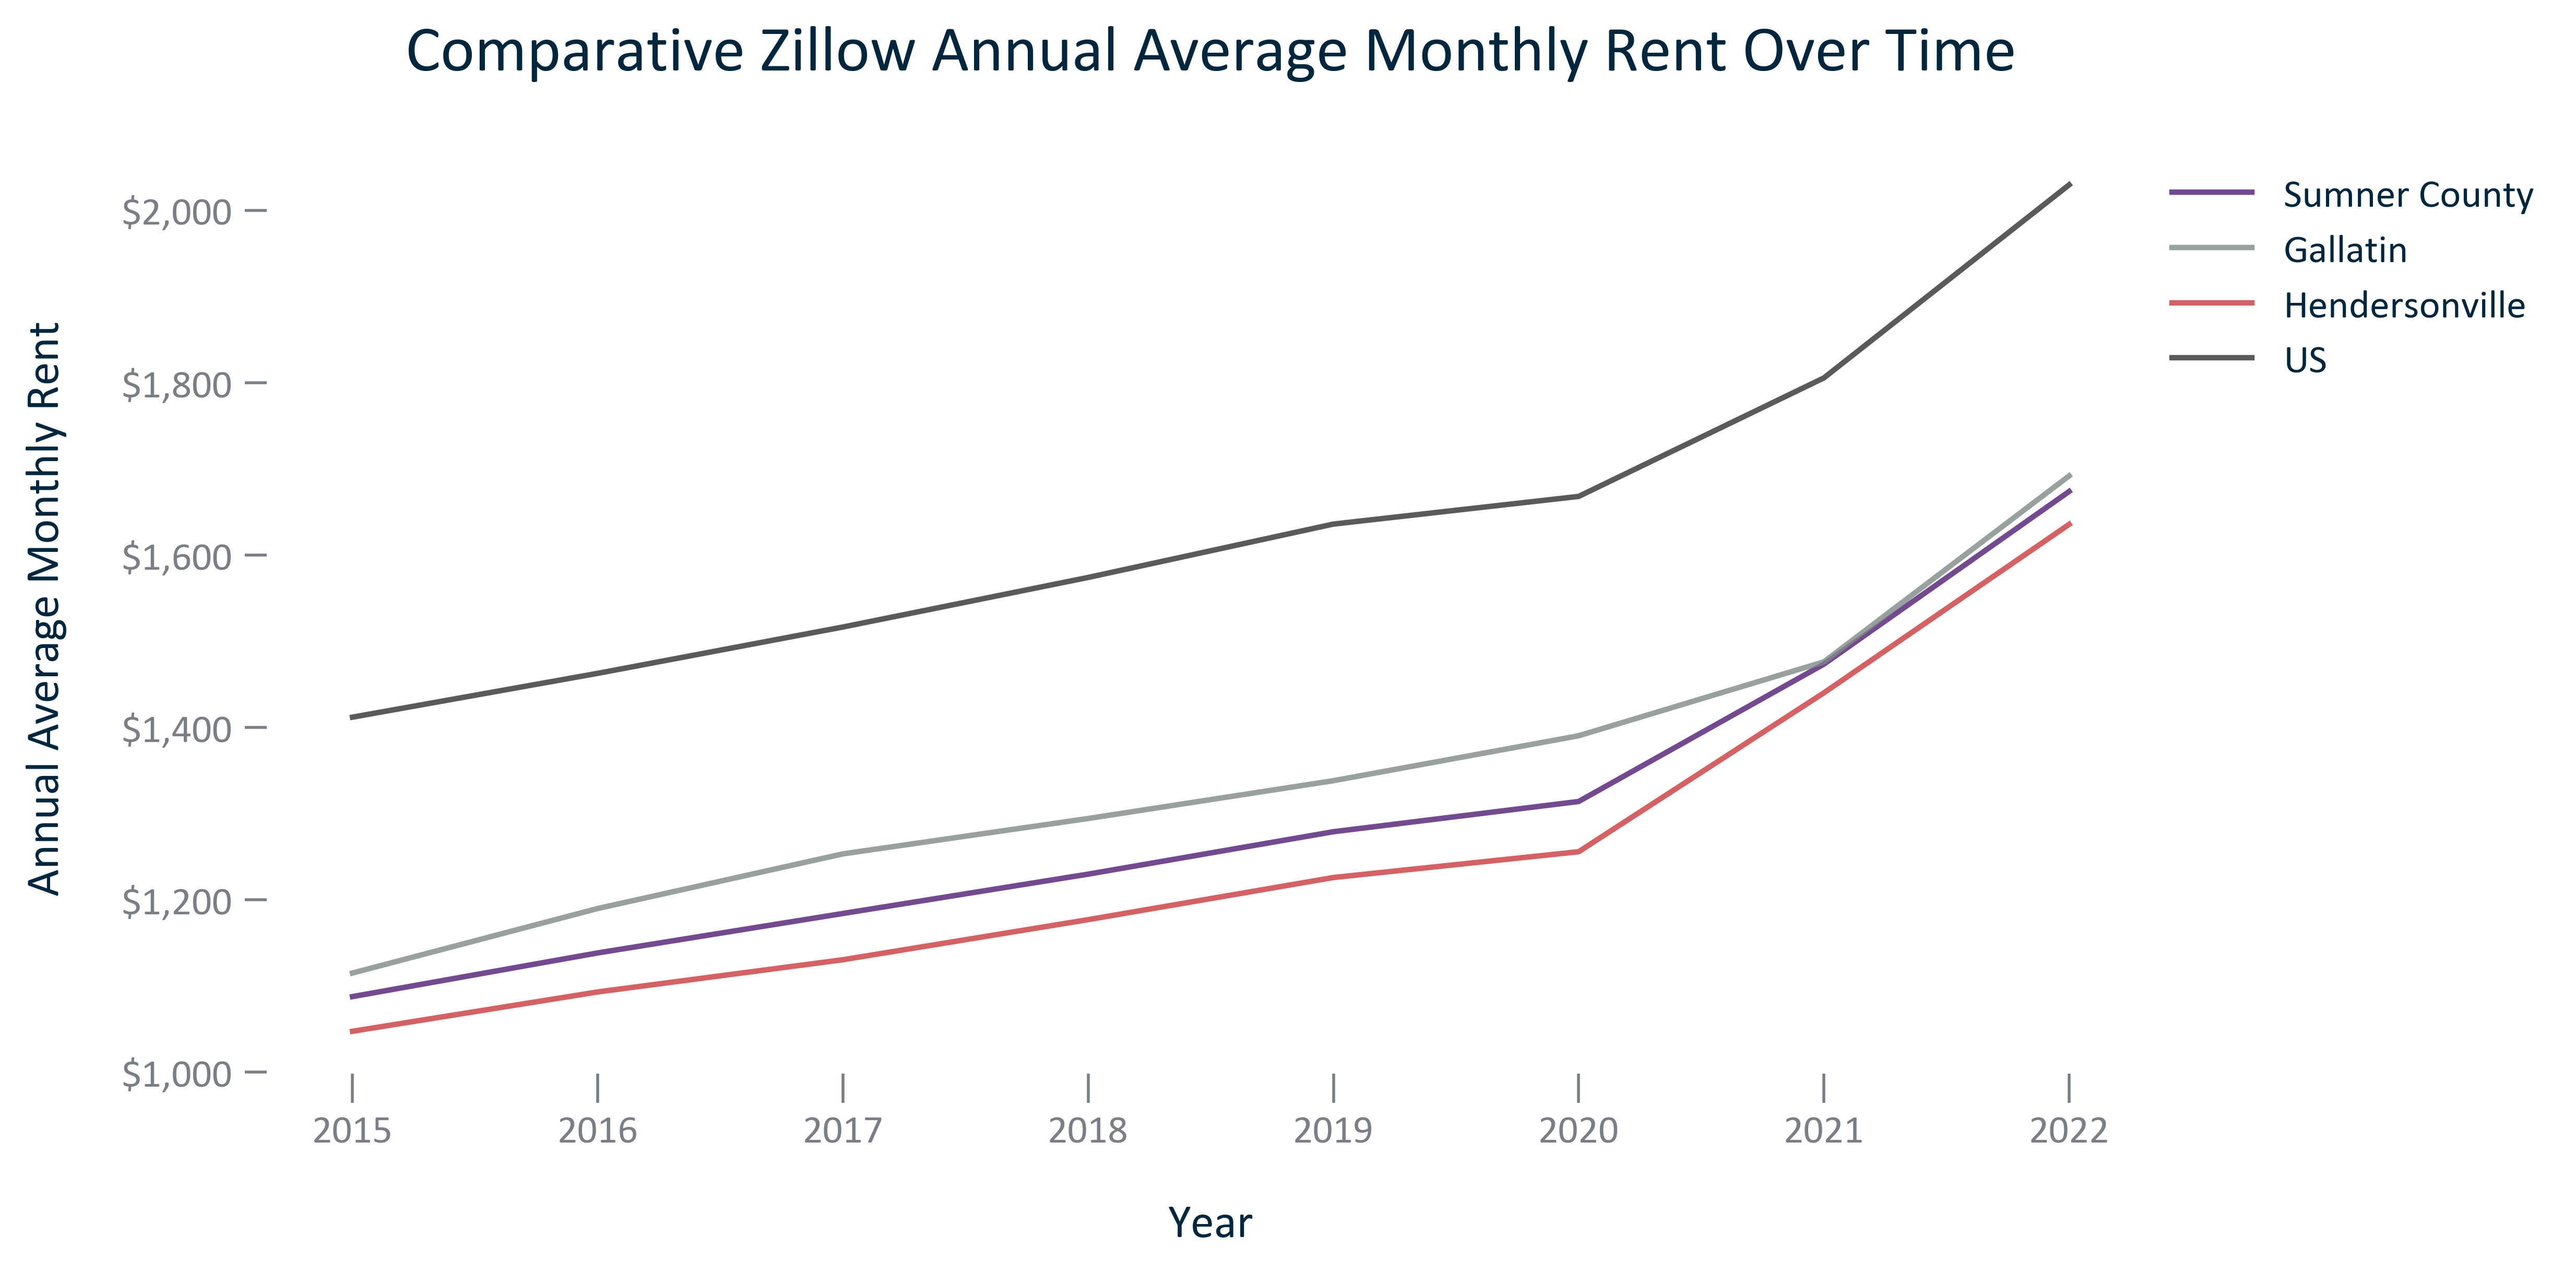 Comparative Zillow Annual Average Monthly Rent Over Time
Annual Average Monthly Rent
$2,000
$1,800
$1,600
$1,400
$1,200
$1,000
2015 2016 2017 2018 2019 2020 2021 2022
Year
Sumner County
Gallatin
Hendersonville
US